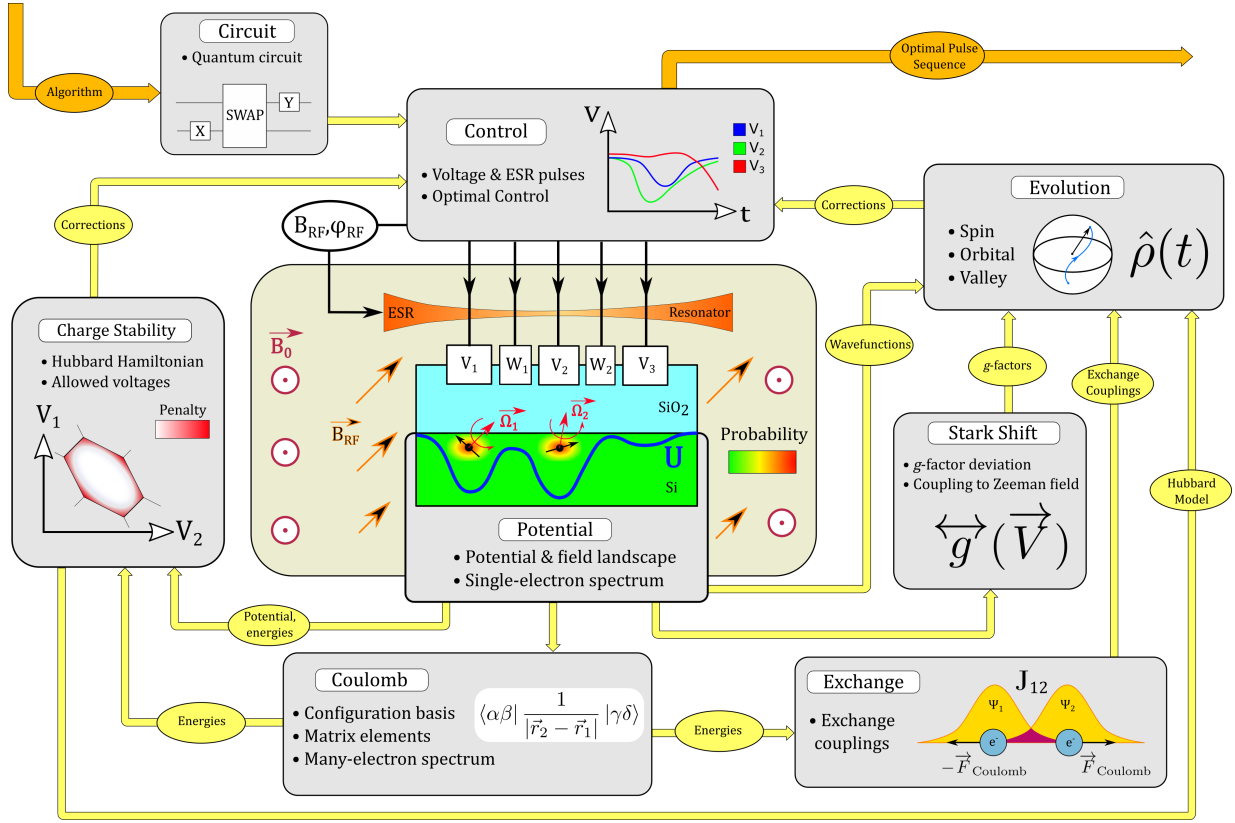 Circuit
• Quantum circuit
SWAP
Y
X
Algorithm
Optimal Pulse
Sequence
Control
• Voltage & ESR pulses
• Optimal Control
V
t
V₁
V₂
V₃
Corrections
B_RF,φ_RF
Corrections
Evolution
• Spin
• Orbital
• Valley
ρ̂(t)
ESR
Resonator
Charge Stability
• Hubbard Hamiltonian
• Allowed voltages
V₁
Penalty
V₂
B₀
B_RF
V₁
W₁
V₂
W₂
V₃
SiO₂
Ω₁
Ω₂
U
Si
Probability
Potential
• Potential & field landscape
• Single-electron spectrum
Wavefunctions
g-factors
Exchange
Couplings
Hubbard
Model
Stark Shift
• g-factor deviation
• Coupling to Zeeman field
g(V)
Potential,
energies
Energies
Coulomb
• Configuration basis
• Matrix elements
• Many-electron spectrum
⟨αβ| 1/|r⃗₂ − r⃗₁| |γδ⟩
Energies
Exchange
• Exchange
couplings
J₁₂
Ψ₁
Ψ₂
e⁻
e⁻
−F⃗ Coulomb
F⃗ Coulomb